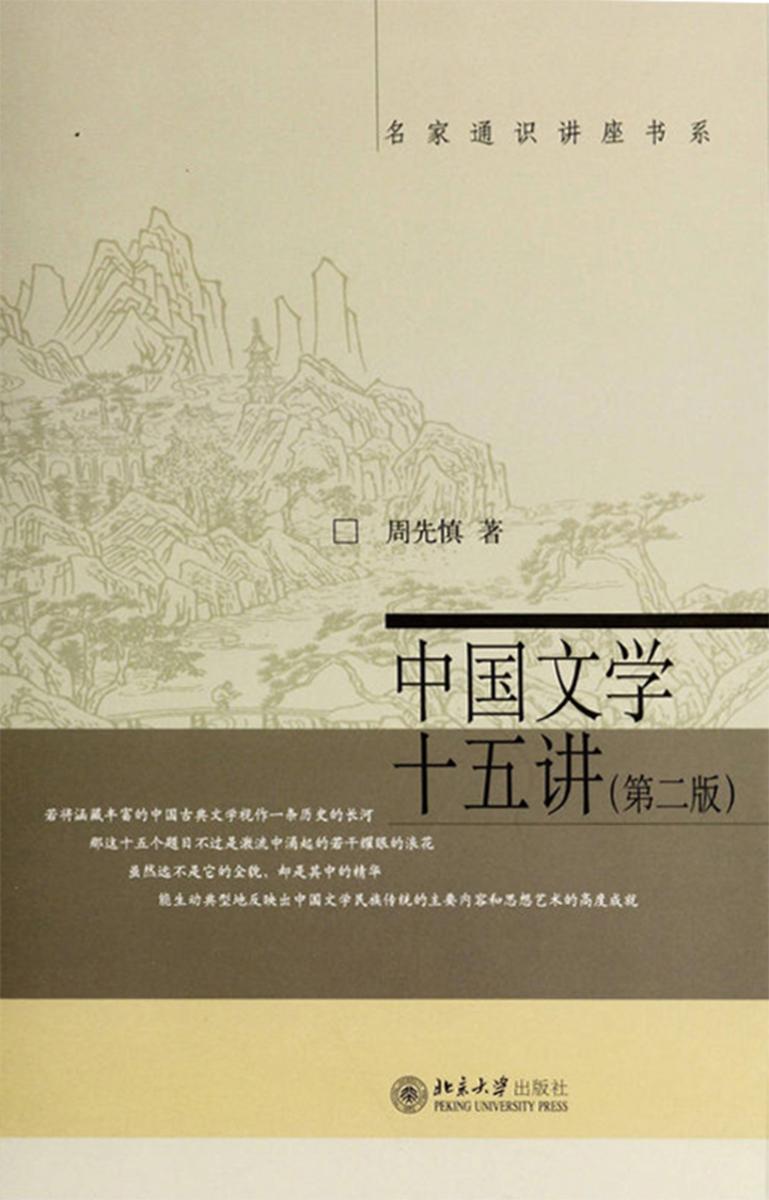 名家通识讲座书系
□ 周先慎 著
中国文学
十五讲(第二版)
若将涵藏丰富的中国古典文学视作一条历史的长河
那这十五个题目不过是激流中涌起的若干耀眼的浪花
虽然远不是它的全貌、却是其中的精华
能生动典型地反映出中国文学民族传统的主要内容和思想艺术的高度成就
北京大学出版社
PEKING UNIVERSITY PRESS